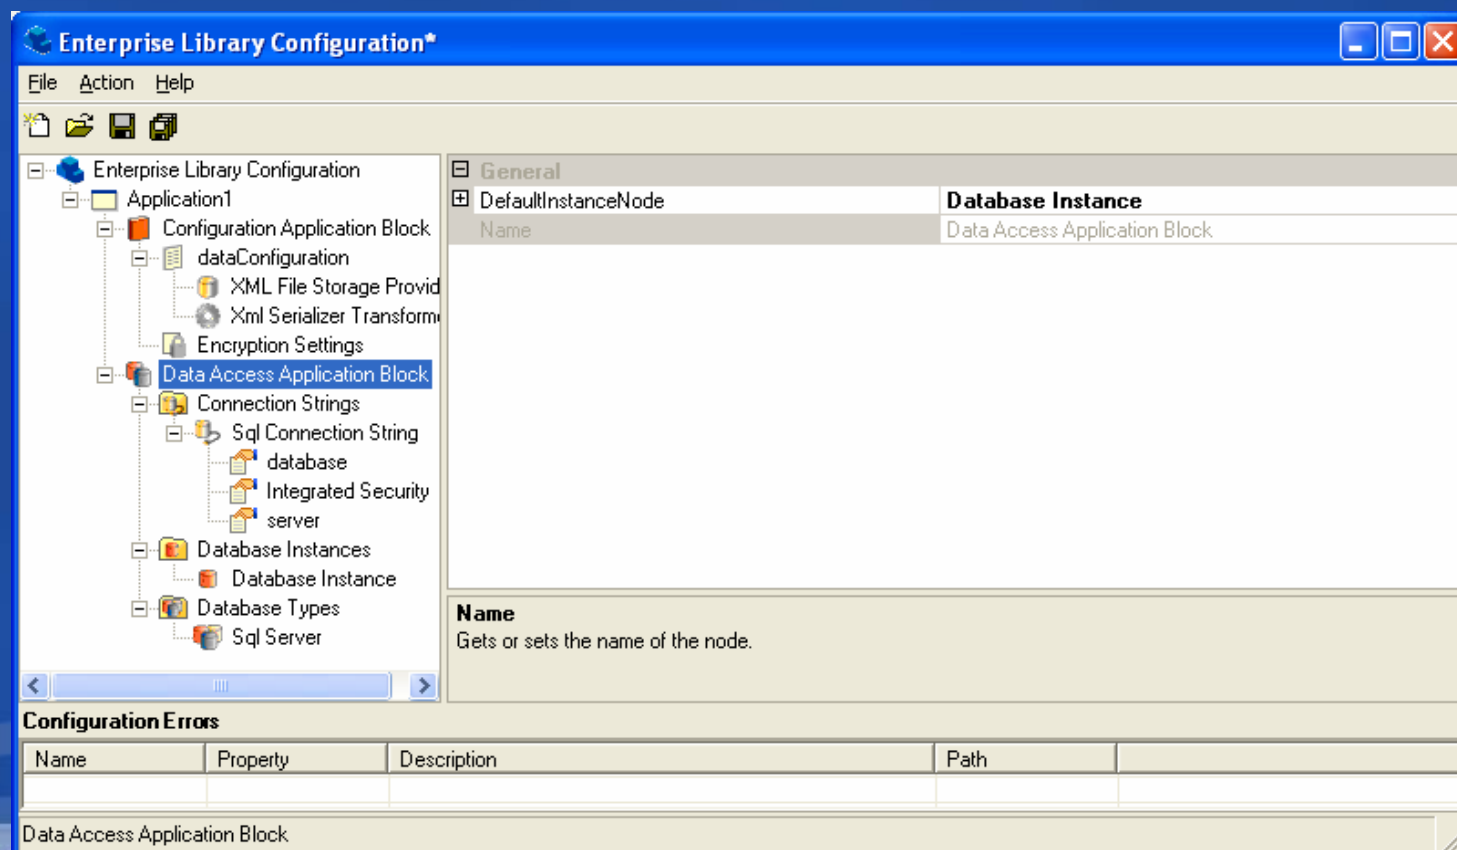 Enterprise Library Configuration*
File Action Help
Enterprise Library Configuration
Application1
Configuration Application Block
dataConfiguration
XML File Storage Provid
Xml Serializer Transform
Encryption Settings
Data Access Application Block
Connection Strings
Sql Connection String
database
Integrated Security
server
Database Instances
Database Instance
Database Types
Sql Server
General
DefaultInstanceNode Database Instance
Name Data Access Application Block
Name
Gets or sets the name of the node.
Configuration Errors
Name Property Description Path
Data Access Application Block